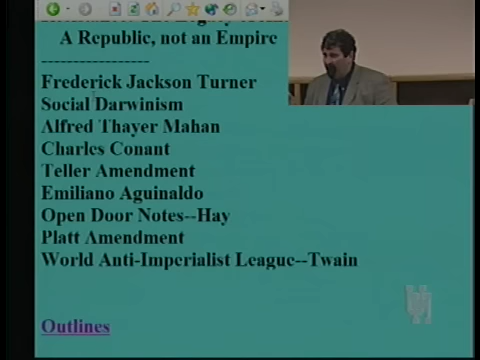 A Republic, not an Empire
-----------------
Frederick Jackson Turner
Social Darwinism
Alfred Thayer Mahan
Charles Conant
Teller Amendment
Emiliano Aguinaldo
Open Door Notes--Hay
Platt Amendment
World Anti-Imperialist League--Twain
Outlines